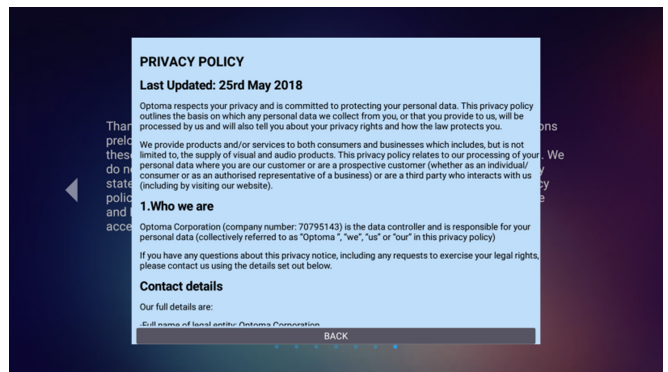 PRIVACY POLICY
Last Updated: 25rd May 2018
Optoma respects your privacy and is committed to protecting your personal data. This privacy policy
outlines the basis on which any personal data we collect from you, or that you provide to us, will be
processed by us and will also tell you about your privacy rights and how the law protects you.
We provide products and/or services to both consumers and businesses which includes, but is not
limited to, the supply of visual and audio products. This privacy policy relates to our processing of your
personal data where you are our customer or are a prospective customer (whether as an individual/
consumer or as an authorised representative of a business) or are a third party who interacts with us
(including by visiting our website).
1.Who we are
Optoma Corporation (company number: 70795143) is the data controller and is responsible for your
personal data (collectively referred to as “Optoma ”, “we”, “us” or “our” in this privacy policy)
If you have any questions about this privacy notice, including any requests to exercise your legal rights,
please contact us using the details set out below.
Contact details
Our full details are:
-Full name of legal entity: Optoma Corporation
BACK